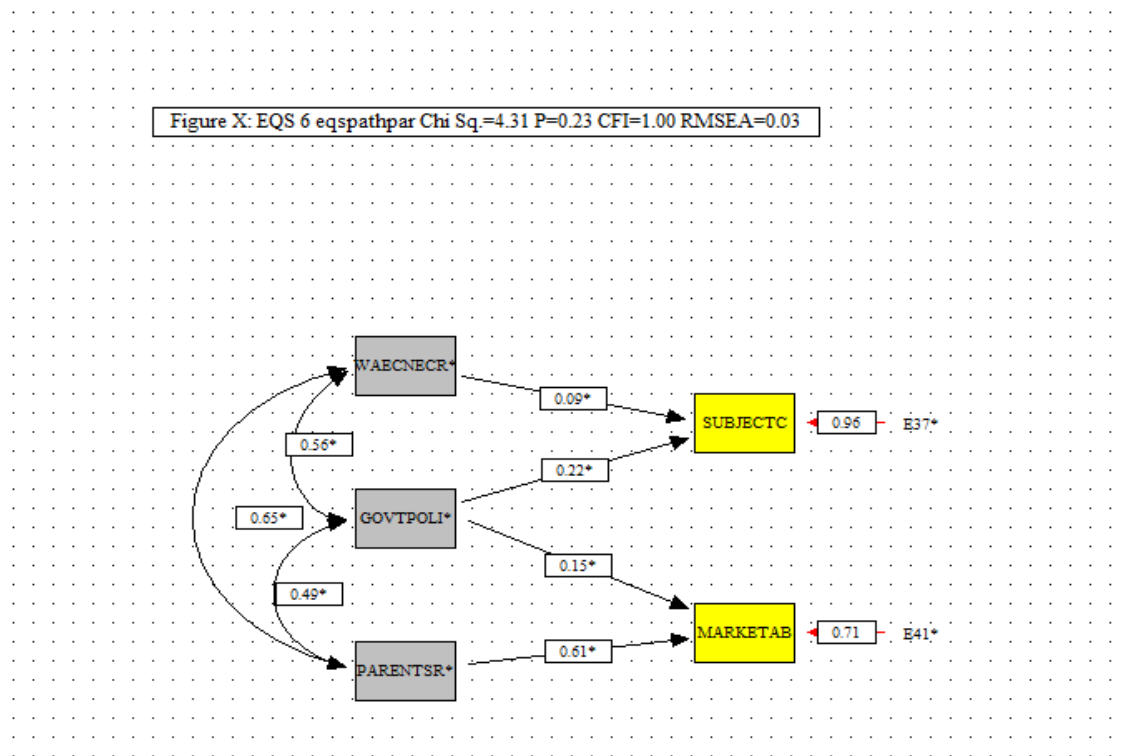 Figure X: EQS 6 eqspathpar Chi Sq.=4.31 P=0.23 CFI=1.00 RMSEA=0.03
WAECNECR*
0.09*
SUBJECTC
0.96
E37*
0.56*
0.22*
0.65*
GOVTPOLI*
0.15*
0.49*
MARKETAB
0.71
E41*
0.61*
PARENTSR*